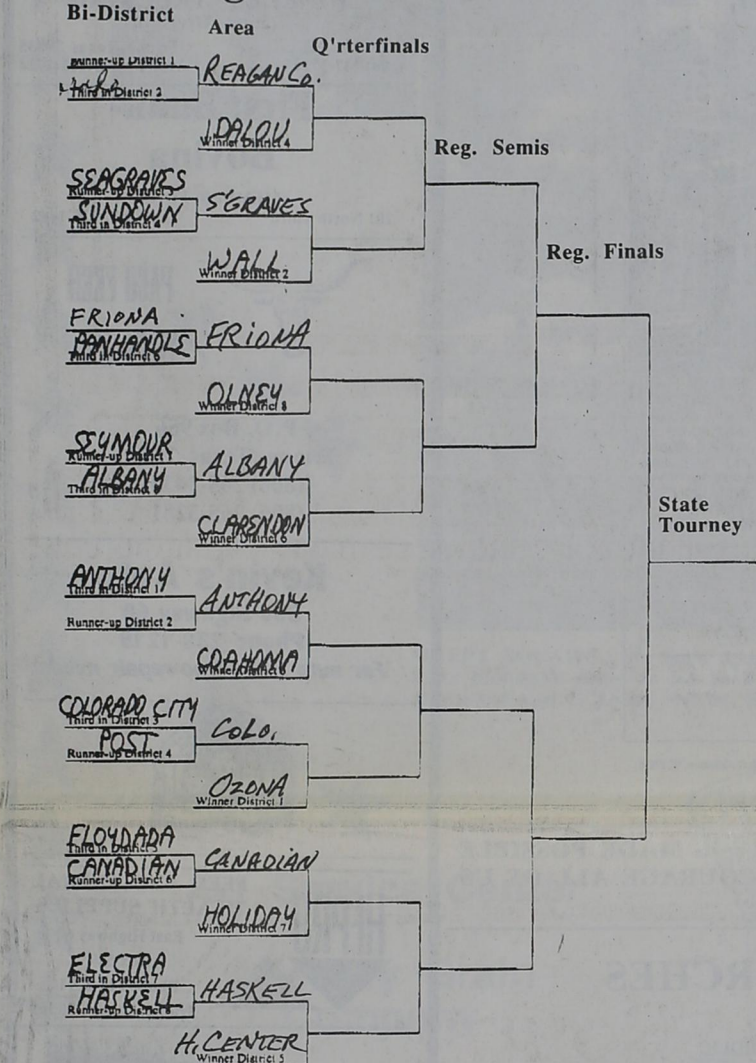 Bi-District
Area
Q'rterfinals
Runner-up District 1
REAGAN CO.
Third in District 2
IDALOU
Winner District 4
Reg. Semis
SEAGRAVES
Runner-up District 3
S'GRAVES
SUNDOWN
Third in District 4
WALL
Winner District 2
Reg. Finals
FRIONA
FRIONA
PANHANDLE
Third in District 6
OLNEY
Winner District 8
SEYMOUR
Runner-up District 7
ALBANY
ALBANY
Third in District 8
CLARENDON
Winner District 6
State
Tourney
ANTHONY
Third in District 1
ANTHONY
Runner-up District 2
COAHOMA
Winner District
COLORADO CITY
Third in District 3
COLO.
POST
Runner-up District 4
OZONA
Winner District 1
FLOYDADA
Third in District 5
CANADIAN
CANADIAN
Runner-up District 6
HOLIDAY
Winner District 7
ELECTRA
Third in District 7
HASKELL
HASKELL
Runner-up District 8
H. CENTER
Winner District 5